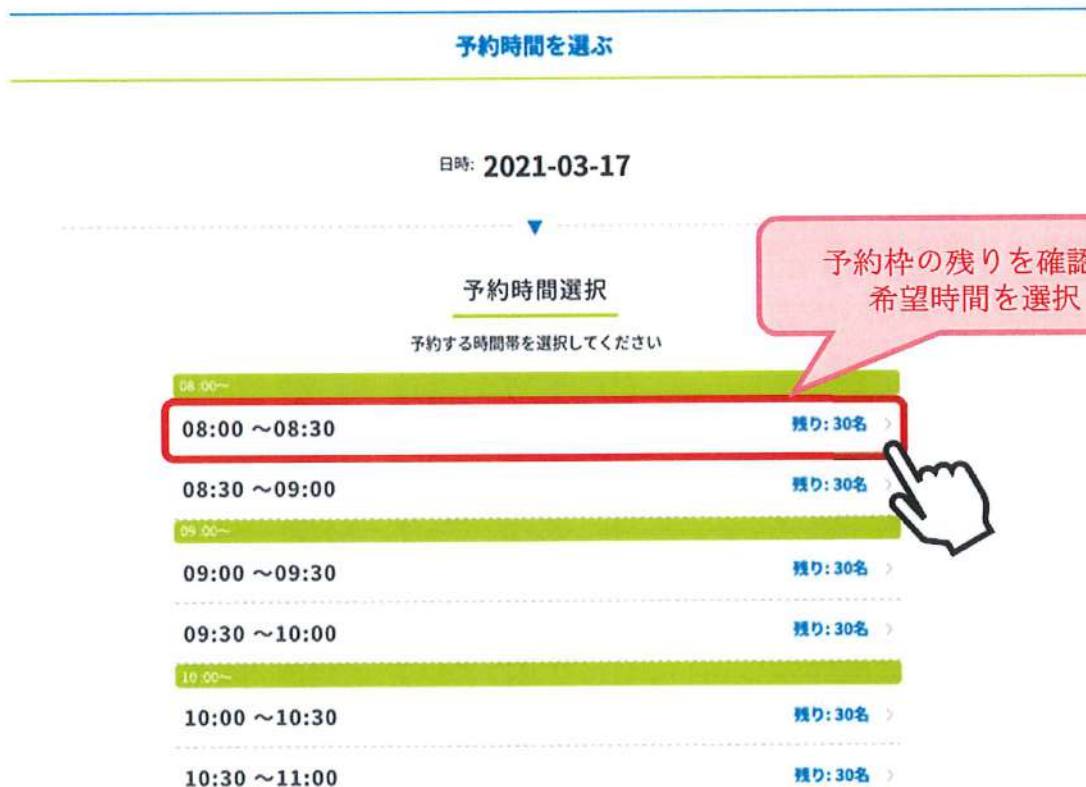 予約時間を選ぶ
日時: 2021-03-17
▼
予約枠の残りを確認
希望時間を選択
予約時間選択
予約する時間帯を選択してください
08:00～
08:00 ～08:30 残り: 30名
08:30 ～09:00 残り: 30名
09:00～
09:00 ～09:30 残り: 30名
09:30 ～10:00 残り: 30名
10:00～
10:00 ～10:30 残り: 30名
10:30 ～11:00 残り: 30名